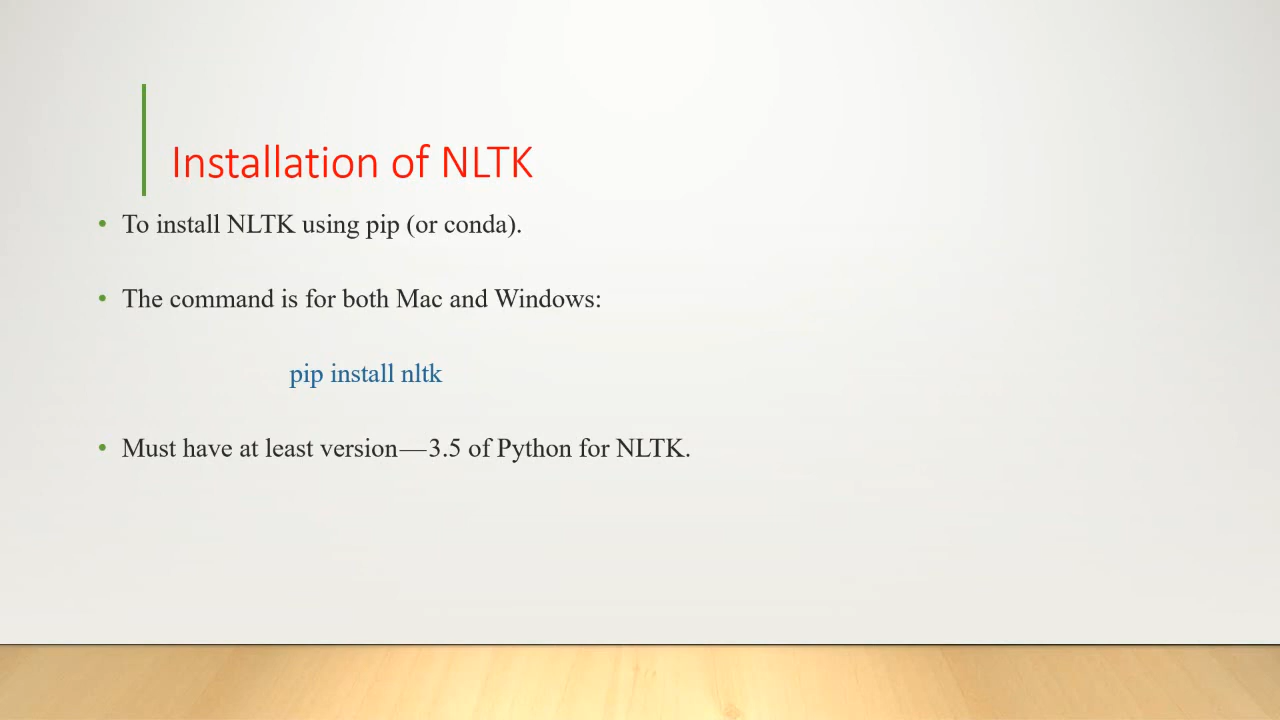 Installation of NLTK
• To install NLTK using pip (or conda).
• The command is for both Mac and Windows:
pip install nltk
• Must have at least version—3.5 of Python for NLTK.